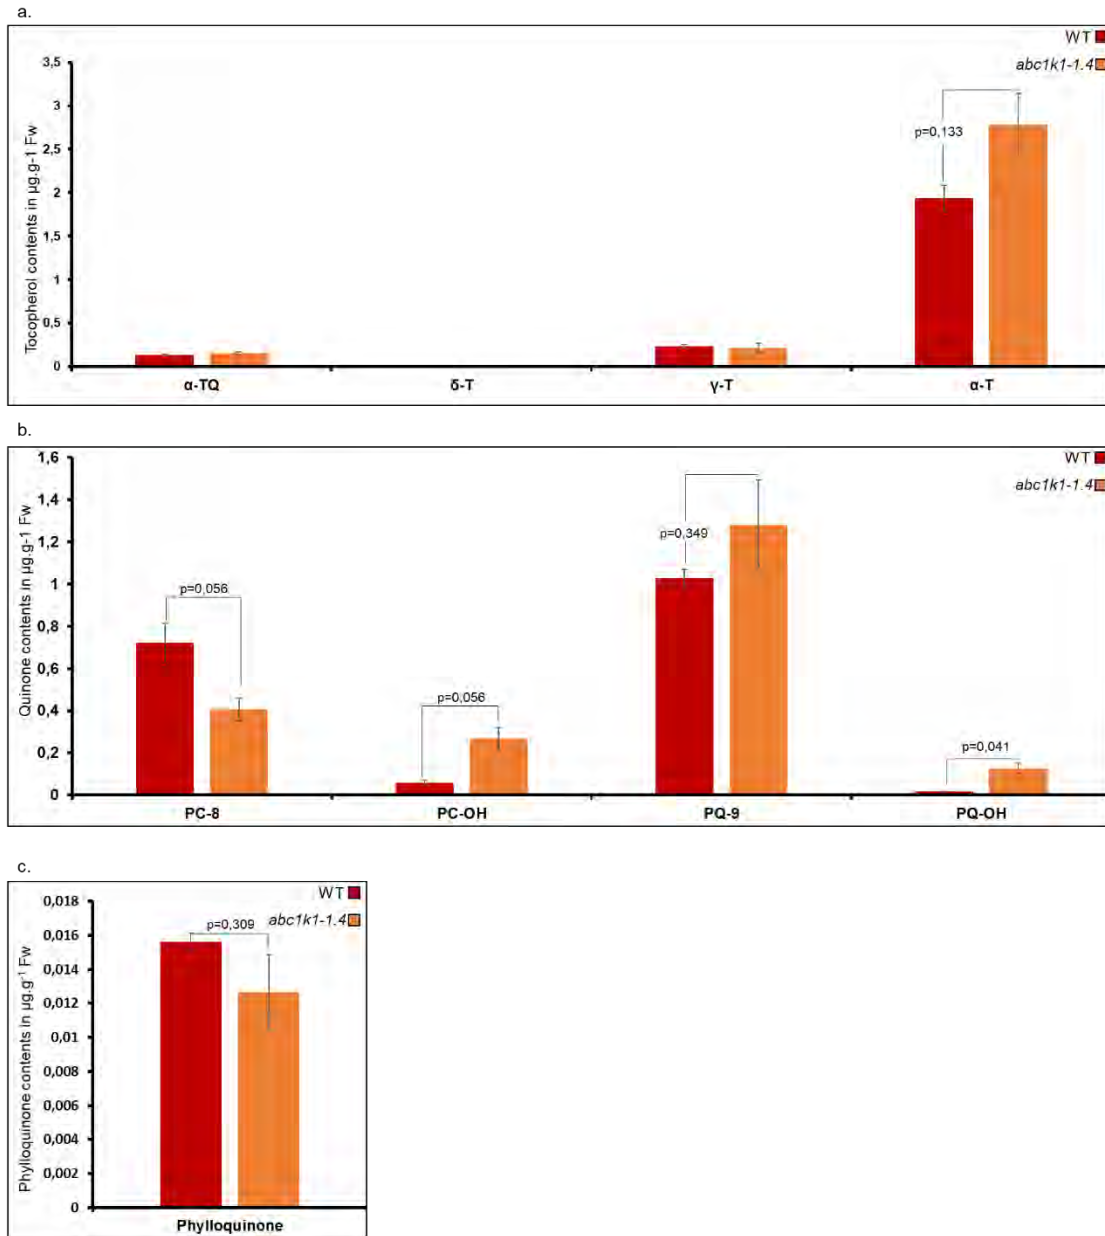 a.
WT
abc1k1-1.4
Tocopherol contents in µg.g-1 Fw
3,5
3
2,5
2
1,5
1
0,5
0
p=0,133
α-TQ
δ-T
γ-T
α-T
b.
WT
abc1k1-1.4
Quinone contents in µg.g-1 Fw
1,6
1,4
1,2
1
0,8
0,6
0,4
0,2
0
p=0,056
p=0,056
p=0,349
p=0,041
PC-8
PC-OH
PQ-9
PQ-OH
c.
WT
abc1k1-1.4
Phylloquinone contents in µg.g⁻¹ Fw
0,018
0,016
0,014
0,012
0,01
0,008
0,006
0,004
0,002
0
p=0,309
Phylloquinone